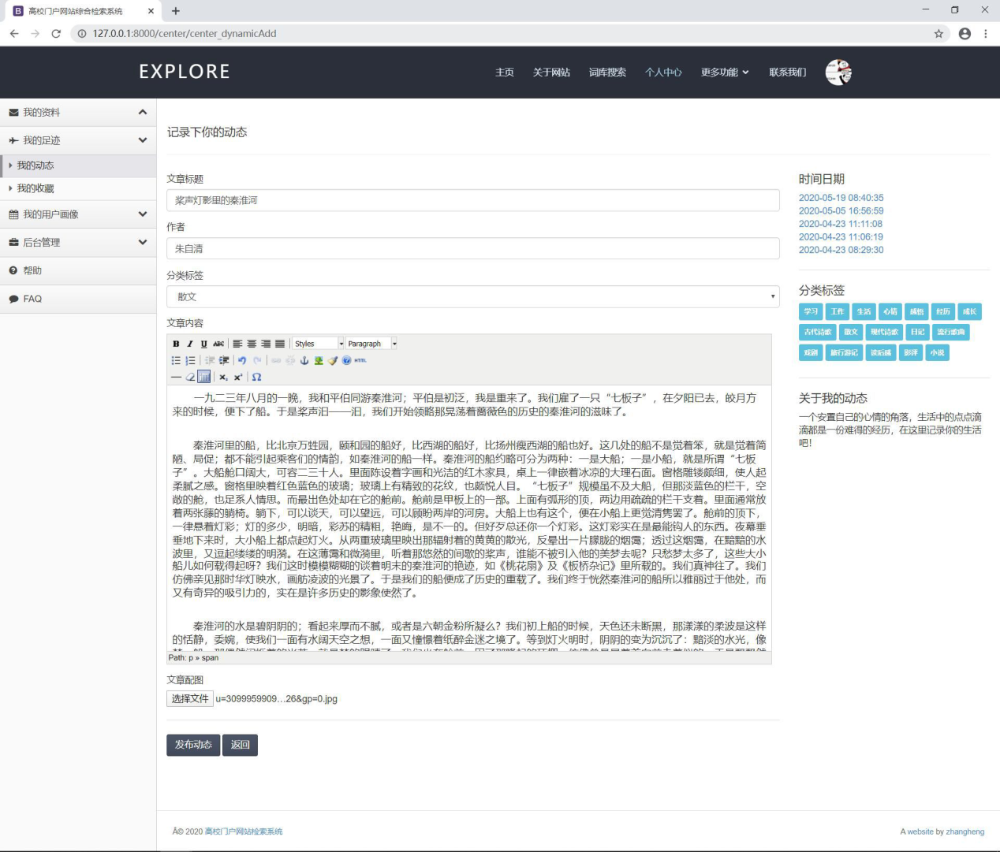 高校门户网站综合检索系统
127.0.0.1:8000/center/center_dynamicAdd
EXPLORE
主页 关于网站 词库搜索 个人中心 更多功能 联系我们
我的资料
我的足迹
我的动态
我的收藏
我的用户画像
后台管理
帮助
FAQ
记录下你的动态
文章标题
桨声灯影里的秦淮河
作者
朱自清
分类标签
散文
文章内容
B I U ABC Styles Paragraph
HTML
一九二三年八月的一晚，我和平伯同游秦淮河；平伯是初泛，我是重来了。我们雇了一只“七板子”，在夕阳已去，皎月方
来的时候，便下了船。于是桨声汩——汩，我们开始领略那晃荡着蔷薇色的历史的秦淮河的滋味了。
秦淮河里的船，比北京万甡园，颐和园的船好，比西湖的船好，比扬州瘦西湖的船也好。这几处的船不是觉着笨，就是觉着简
陋、局促；都不能引起乘客们的情韵，如秦淮河的船一样。秦淮河的船约略可分为两种：一是大船；一是小船，就是所谓“七板
子”。大船舱口阔大，可容二三十人。里面陈设着字画和光洁的红木家具，桌上一律嵌着冰凉的大理石面。窗格雕镂颇细，使人起
柔腻之感。窗格里映着红色蓝色的玻璃；玻璃上有精致的花纹，也颇悦人目。“七板子”规模虽不及大船，但那淡蓝色的栏干，空
敞的舱，也足系人情思。而最出色处却在它的舱前。舱前是甲板上的一部。上面有弧形的顶，两边用疏疏的栏干支着。里面通常放
着两张藤的躺椅。躺下，可以谈天，可以望远，可以顾盼两岸的河房。大船上也有这个，便在小船上更觉清隽罢了。舱前的顶下，
一律悬着灯彩；灯的多少，明暗，彩苏的精粗，艳晦，是不一的。但好歹总还你一个灯彩。这灯彩实在是最能钩人的东西。夜幕垂
垂地下来时，大小船上都点起灯火。从两重玻璃里映出那辐射着的黄黄的散光，反晕出一片朦胧的烟霭；透过这烟霭，在黯黯的水
波里，又逗起缕缕的明漪。在这薄霭和微漪里，听着那悠然的间歇的桨声，谁能不被引入他的美梦去呢？只愁梦太多了，这些大小
船儿如何载得起呀？我们这时模模糊糊的谈着明末的秦淮河的艳迹，如《桃花扇》及《板桥杂记》里所载的。我们真神往了。我们
仿佛亲见那时华灯映水，画舫凌波的光景了。于是我们的船便成了历史的重载了。我们终于恍然秦淮河的船所以雅丽过于他处，而
又有奇异的吸引力的，实在是许多历史的影象使然了。
秦淮河的水是碧阴阴的；看起来厚而不腻，或者是六朝金粉所凝么？我们初上船的时候，天色还未断黑，那漾漾的柔波是这样
的恬静，委婉，使我们一面有水阔天空之想，一面又憧憬着纸醉金迷之境了。等到灯火明时，阴阴的变为沉沉了：黯淡的水光，像
Path: p » span
文章配图
选择文件 u=3099959909…26&gp=0.jpg
发布动态 返回
时间日期
2020-05-19 08:40:35
2020-05-05 16:56:59
2020-04-23 11:11:08
2020-04-23 11:06:19
2020-04-23 08:29:30
分类标签
学习 工作 生活 心情 感悟 经历 成长
古代诗歌 散文 现代诗歌 日记 流行歌曲
戏剧 旅行游记 读后感 影评 小说
关于我的动态
一个安置自己的心情的角落，生活中的点点滴
滴都是一份难得的经历，在这里记录你的生活
吧！
Â© 2020 高校门户网站检索系统
A website by zhangheng